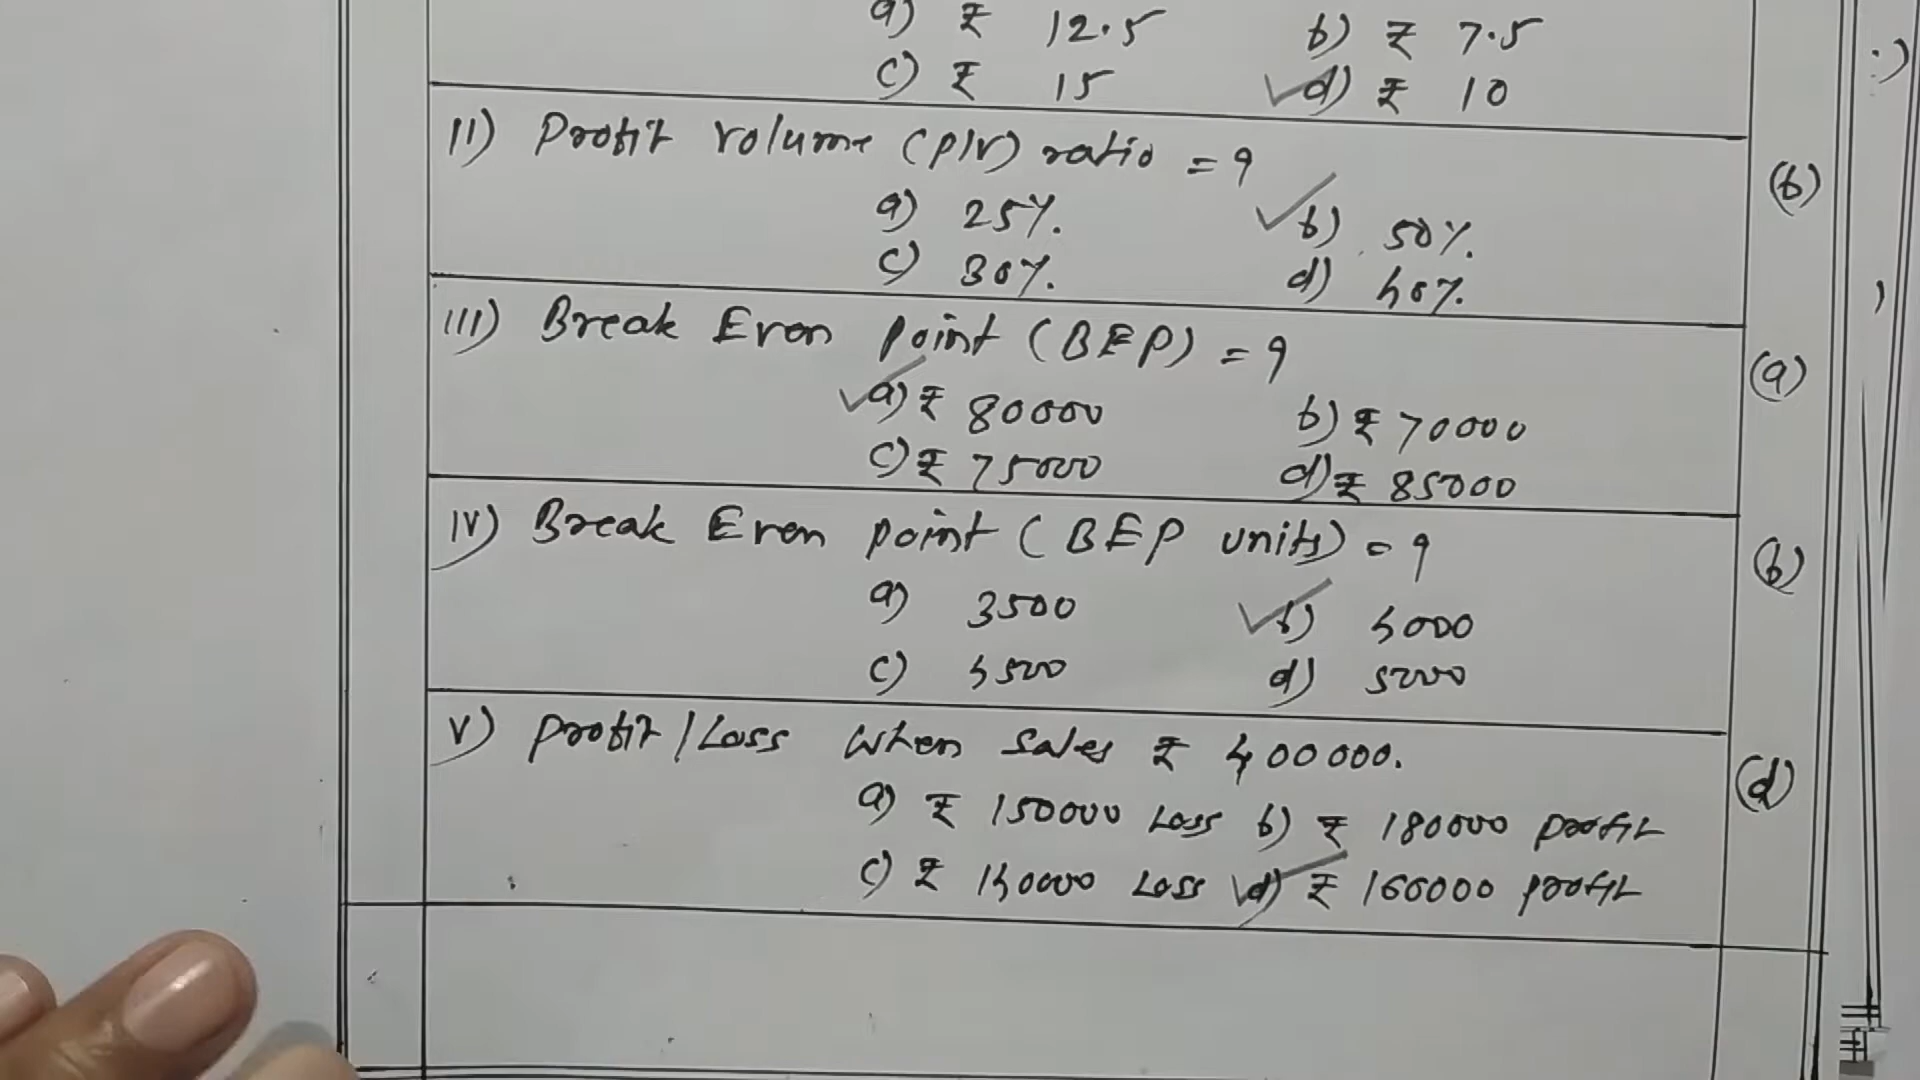 a) ₹ 12.5 b) ₹ 7.5
c) ₹ 15 ✓d) ₹ 10
II) Profit volume (P/V) ratio = ? (b)
a) 25%. ✓b) 50%.
c) 30%. d) 40%.
III) Break Even Point (BEP) = ? (a)
✓a) ₹ 80000 b) ₹ 70000
c) ₹ 75000 d) ₹ 85000
IV) Break Even Point (BEP units) = ? (b)
a) 3500 ✓b) 4000
c) 4500 d) 5000
V) Profit / Loss when Sales ₹ 400000. (d)
a) ₹ 150000 Loss b) ₹ 180000 profit
c) ₹ 140000 Loss ✓d) ₹ 160000 profit